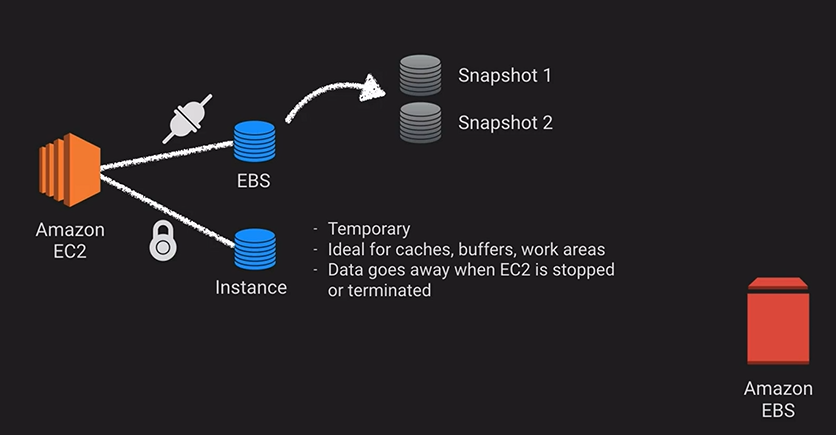 Snapshot 1
Snapshot 2
EBS
Amazon
EC2
- Temporary
- Ideal for caches, buffers, work areas
- Data goes away when EC2 is stopped
or terminated
Instance
Amazon
EBS